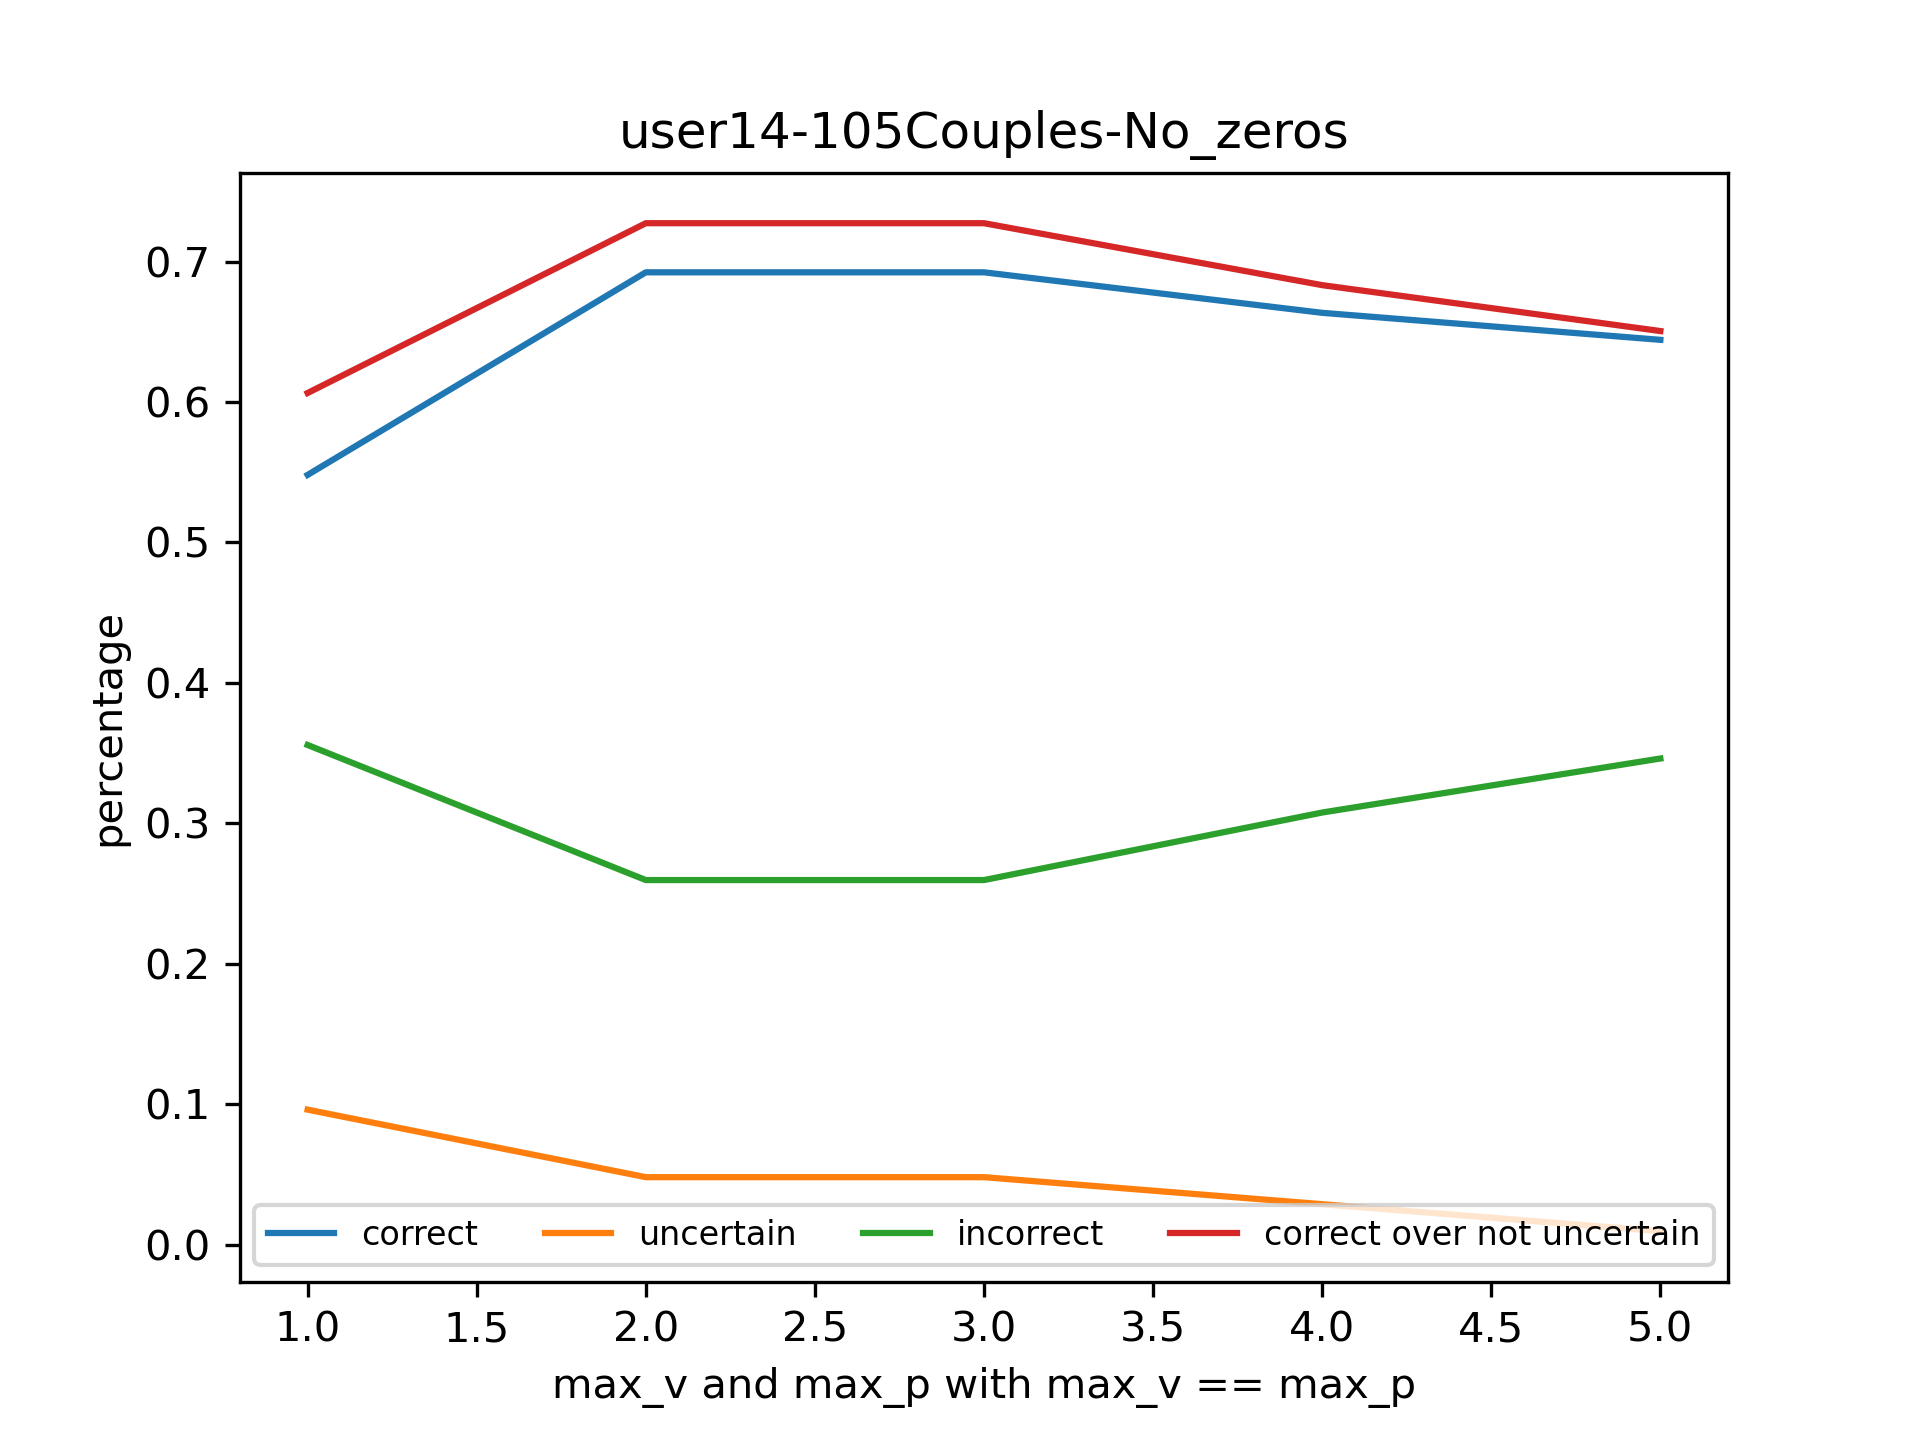 user14-105Couples-No_zeros
percentage
0.7
0.6
0.5
0.4
0.3
0.2
0.1
0.0
correct uncertain incorrect correct over not uncertain
1.0 1.5 2.0 2.5 3.0 3.5 4.0 4.5 5.0
max_v and max_p with max_v == max_p